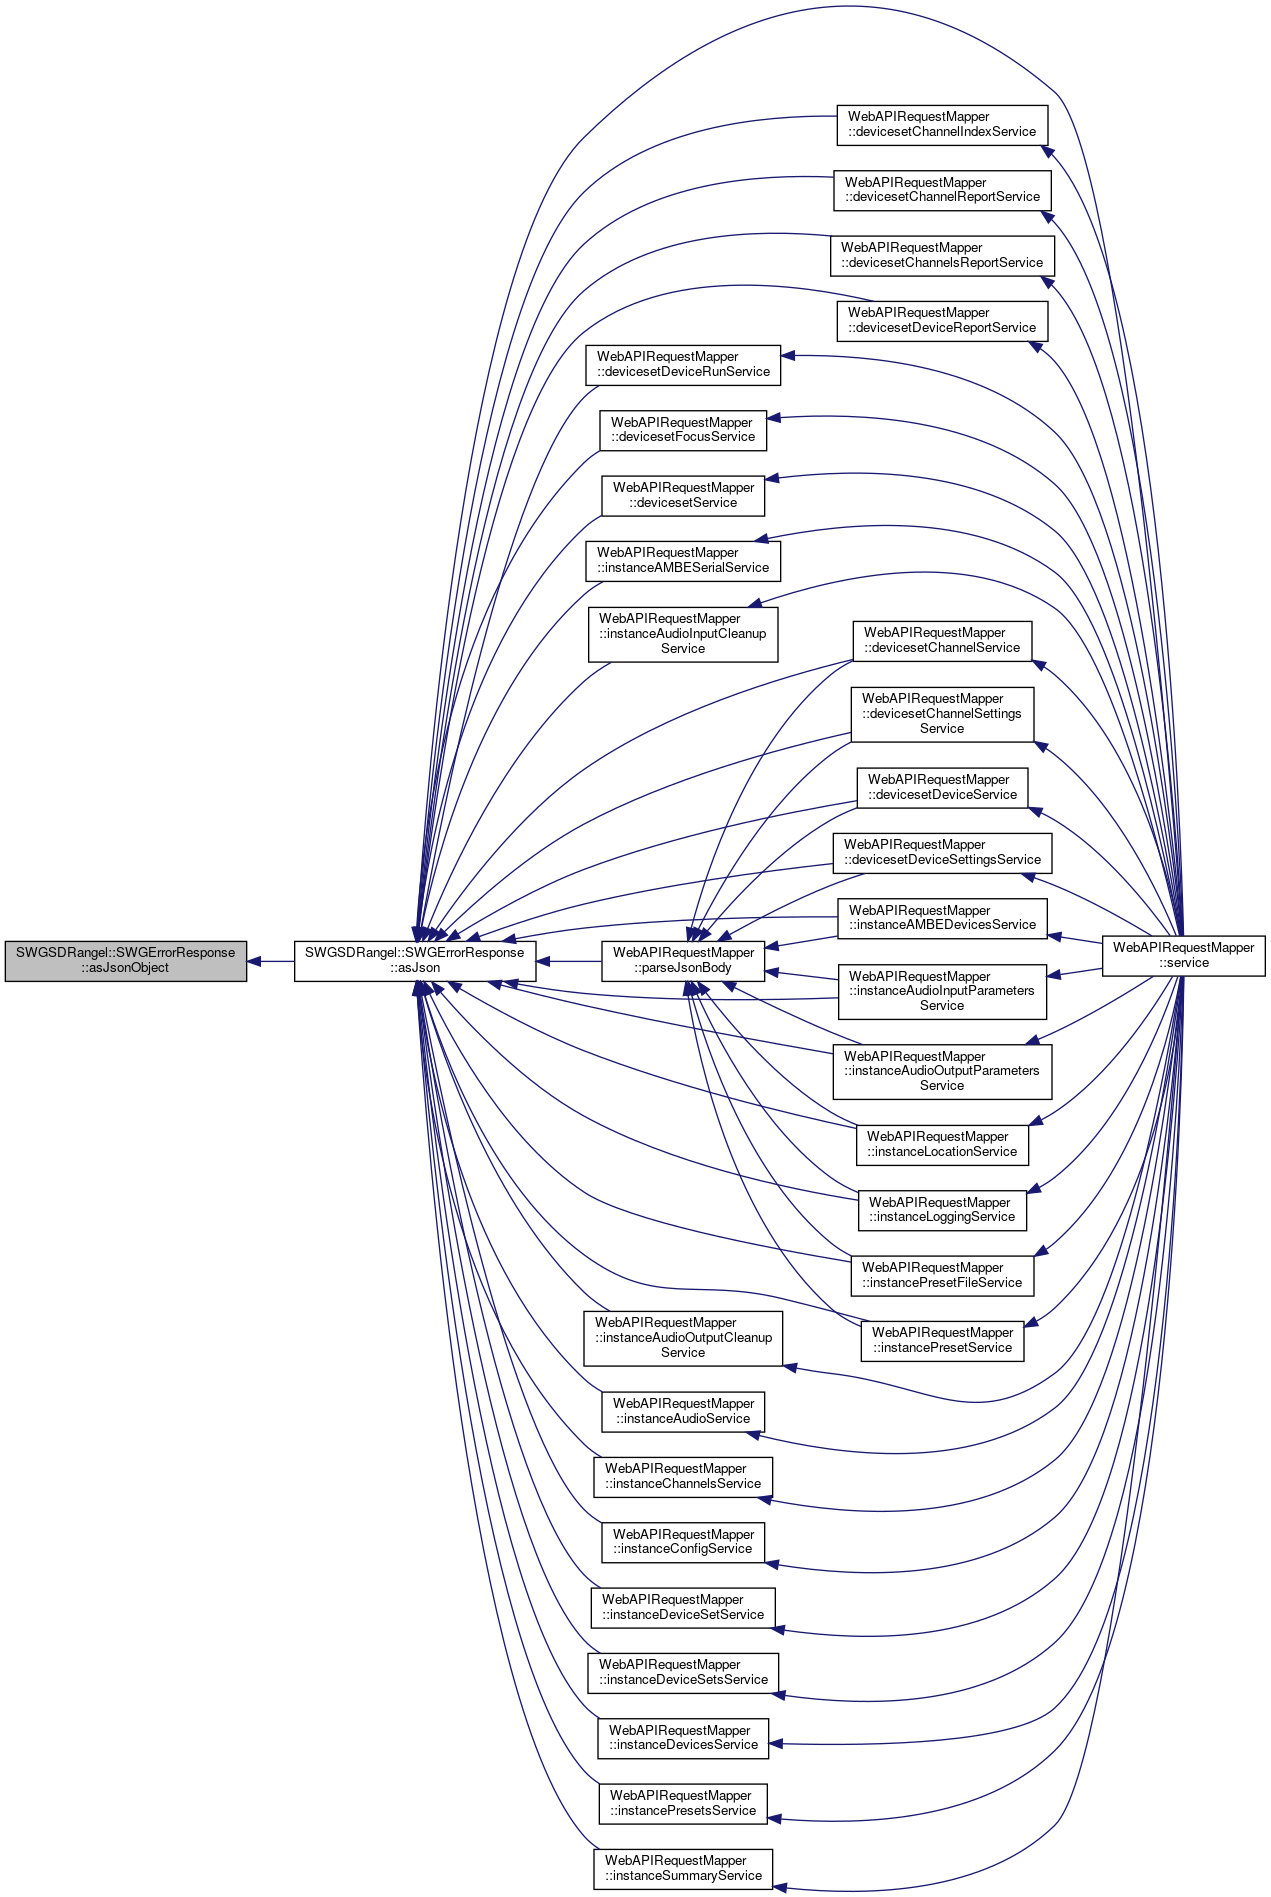 WebAPIRequestMapper
::devicesetChannelIndexService
WebAPIRequestMapper
::devicesetChannelReportService
WebAPIRequestMapper
::devicesetChannelsReportService
WebAPIRequestMapper
::devicesetDeviceReportService
WebAPIRequestMapper
::devicesetDeviceRunService
WebAPIRequestMapper
::devicesetFocusService
WebAPIRequestMapper
::devicesetService
WebAPIRequestMapper
::instanceAMBESerialService
WebAPIRequestMapper
::instanceAudioInputCleanup
Service
WebAPIRequestMapper
::devicesetChannelService
WebAPIRequestMapper
::devicesetChannelSettings
Service
WebAPIRequestMapper
::devicesetDeviceService
WebAPIRequestMapper
::devicesetDeviceSettingsService
WebAPIRequestMapper
::instanceAMBEDevicesService
SWGSDRangel::SWGErrorResponse
::asJsonObject
SWGSDRangel::SWGErrorResponse
::asJson
WebAPIRequestMapper
::parseJsonBody
WebAPIRequestMapper
::service
WebAPIRequestMapper
::instanceAudioInputParameters
Service
WebAPIRequestMapper
::instanceAudioOutputParameters
Service
WebAPIRequestMapper
::instanceLocationService
WebAPIRequestMapper
::instanceLoggingService
WebAPIRequestMapper
::instancePresetFileService
WebAPIRequestMapper
::instancePresetService
WebAPIRequestMapper
::instanceAudioOutputCleanup
Service
WebAPIRequestMapper
::instanceAudioService
WebAPIRequestMapper
::instanceChannelsService
WebAPIRequestMapper
::instanceConfigService
WebAPIRequestMapper
::instanceDeviceSetService
WebAPIRequestMapper
::instanceDeviceSetsService
WebAPIRequestMapper
::instanceDevicesService
WebAPIRequestMapper
::instancePresetsService
WebAPIRequestMapper
::instanceSummaryService